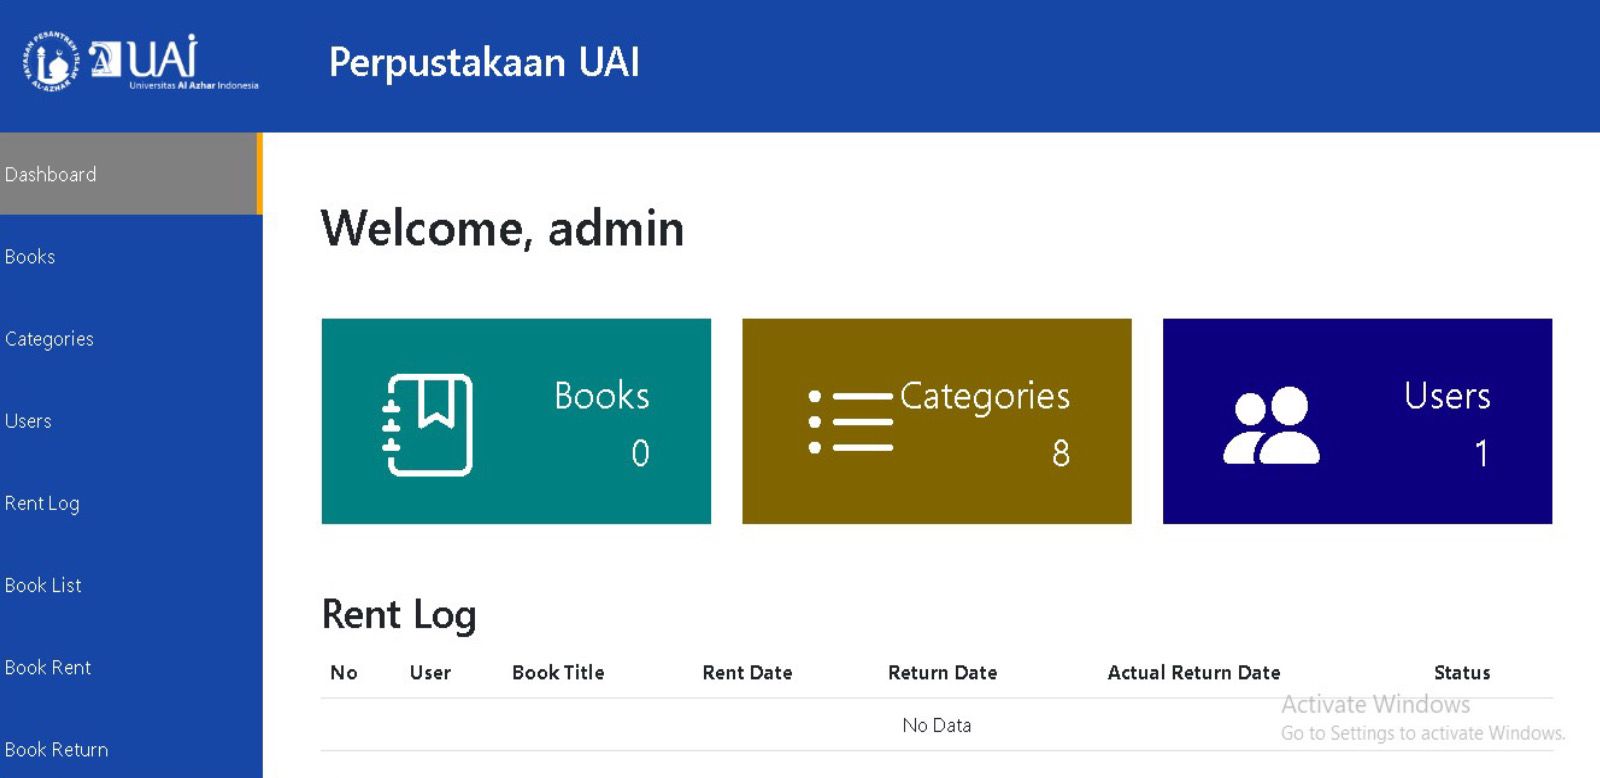 YAYASAN PESANTREN ISLAM
AL-AZHAR
UAI
Universitas Al Azhar Indonesia
Perpustakaan UAI
Dashboard
Books
Categories
Users
Rent Log
Book List
Book Rent
Book Return
Welcome, admin
Books
0
Categories
8
Users
1
Rent Log
No User Book Title Rent Date Return Date Actual Return Date Status
No Data
Activate Windows
Go to Settings to activate Windows.